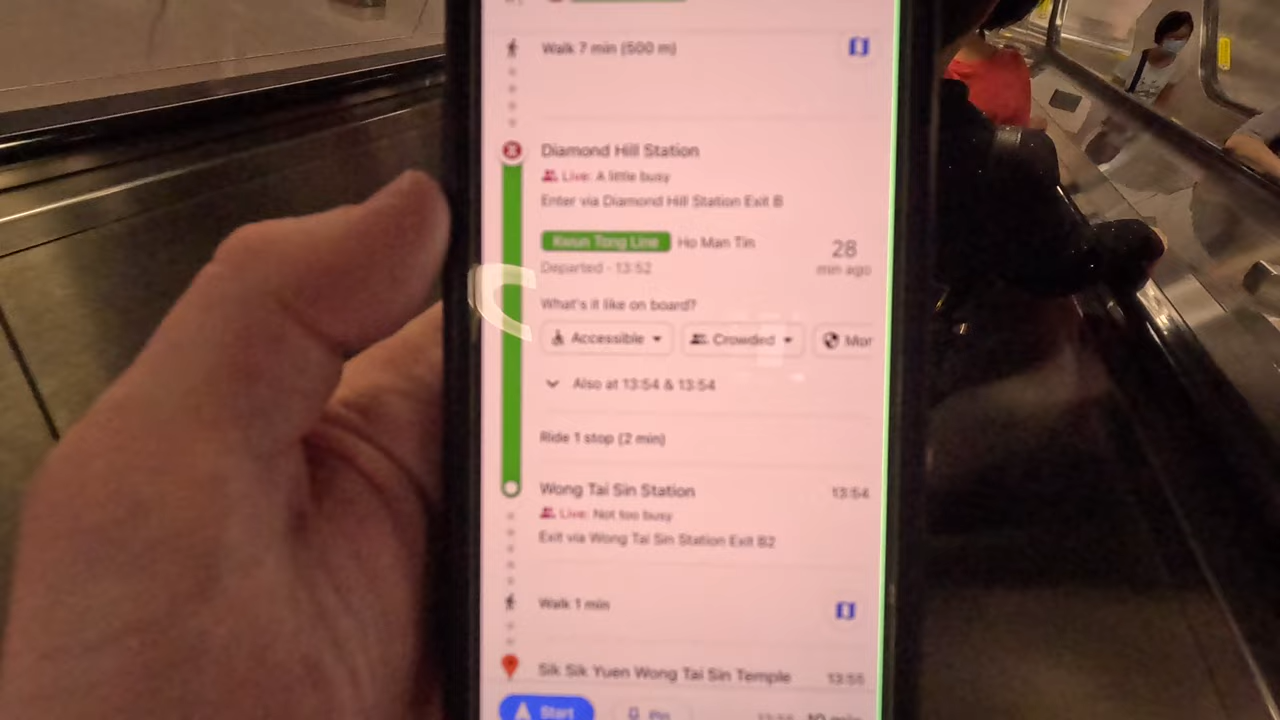 Walk 7 min (500 m)
Diamond Hill Station
Live: A little busy
Enter via Diamond Hill Station Exit B
Kwun Tong Line Ho Man Tin
28
Departed - 13:52
min ago
What's it like on board?
Accessible
Crowded
Mor
Also at 13:54 & 13:54
Ride 1 stop (2 min)
Wong Tai Sin Station 13:54
Live: Not too busy
Exit via Wong Tai Sin Station Exit B2
Walk 1 min
Sik Sik Yuen Wong Tai Sin Temple 13:55
Start
Pin